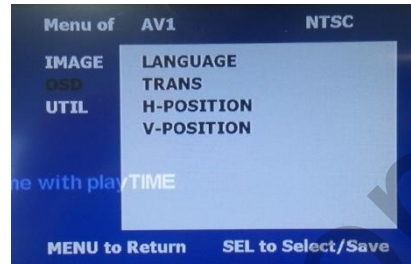 Menu of AV1 NTSC
IMAGE LANGUAGE
OSD TRANS
UTIL H-POSITION
V-POSITION
ne with playTIME
MENU to Return SEL to Select/Save